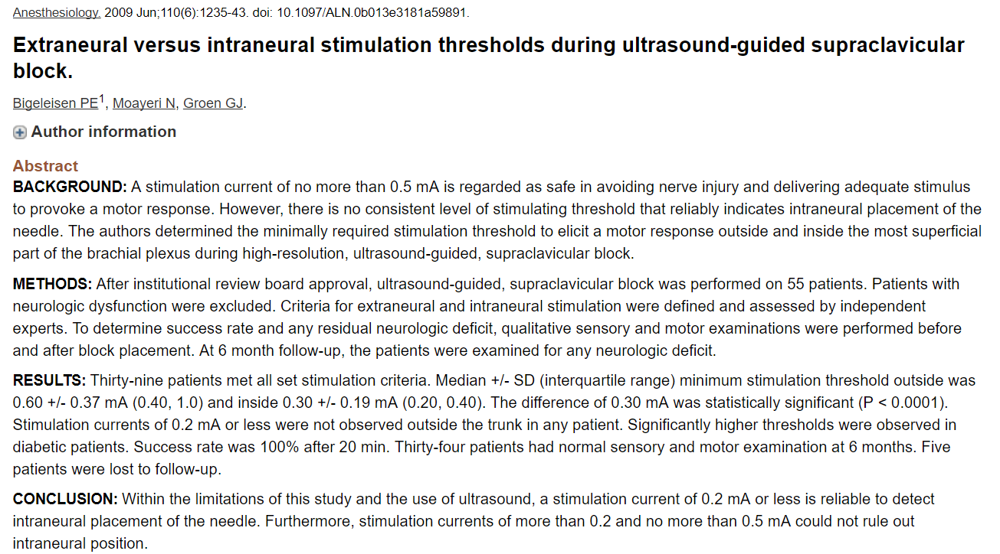 Anesthesiology. 2009 Jun;110(6):1235-43. doi: 10.1097/ALN.0b013e3181a59891.
Extraneural versus intraneural stimulation thresholds during ultrasound-guided supraclavicular
block.
Bigeleisen PE1, Moayeri N, Groen GJ.
Author information
Abstract
BACKGROUND: A stimulation current of no more than 0.5 mA is regarded as safe in avoiding nerve injury and delivering adequate stimulus
to provoke a motor response. However, there is no consistent level of stimulating threshold that reliably indicates intraneural placement of the
needle. The authors determined the minimally required stimulation threshold to elicit a motor response outside and inside the most superficial
part of the brachial plexus during high-resolution, ultrasound-guided, supraclavicular block.
METHODS: After institutional review board approval, ultrasound-guided, supraclavicular block was performed on 55 patients. Patients with
neurologic dysfunction were excluded. Criteria for extraneural and intraneural stimulation were defined and assessed by independent
experts. To determine success rate and any residual neurologic deficit, qualitative sensory and motor examinations were performed before
and after block placement. At 6 month follow-up, the patients were examined for any neurologic deficit.
RESULTS: Thirty-nine patients met all set stimulation criteria. Median +/- SD (interquartile range) minimum stimulation threshold outside was
0.60 +/- 0.37 mA (0.40, 1.0) and inside 0.30 +/- 0.19 mA (0.20, 0.40). The difference of 0.30 mA was statistically significant (P < 0.0001).
Stimulation currents of 0.2 mA or less were not observed outside the trunk in any patient. Significantly higher thresholds were observed in
diabetic patients. Success rate was 100% after 20 min. Thirty-four patients had normal sensory and motor examination at 6 months. Five
patients were lost to follow-up.
CONCLUSION: Within the limitations of this study and the use of ultrasound, a stimulation current of 0.2 mA or less is reliable to detect
intraneural placement of the needle. Furthermore, stimulation currents of more than 0.2 and no more than 0.5 mA could not rule out
intraneural position.